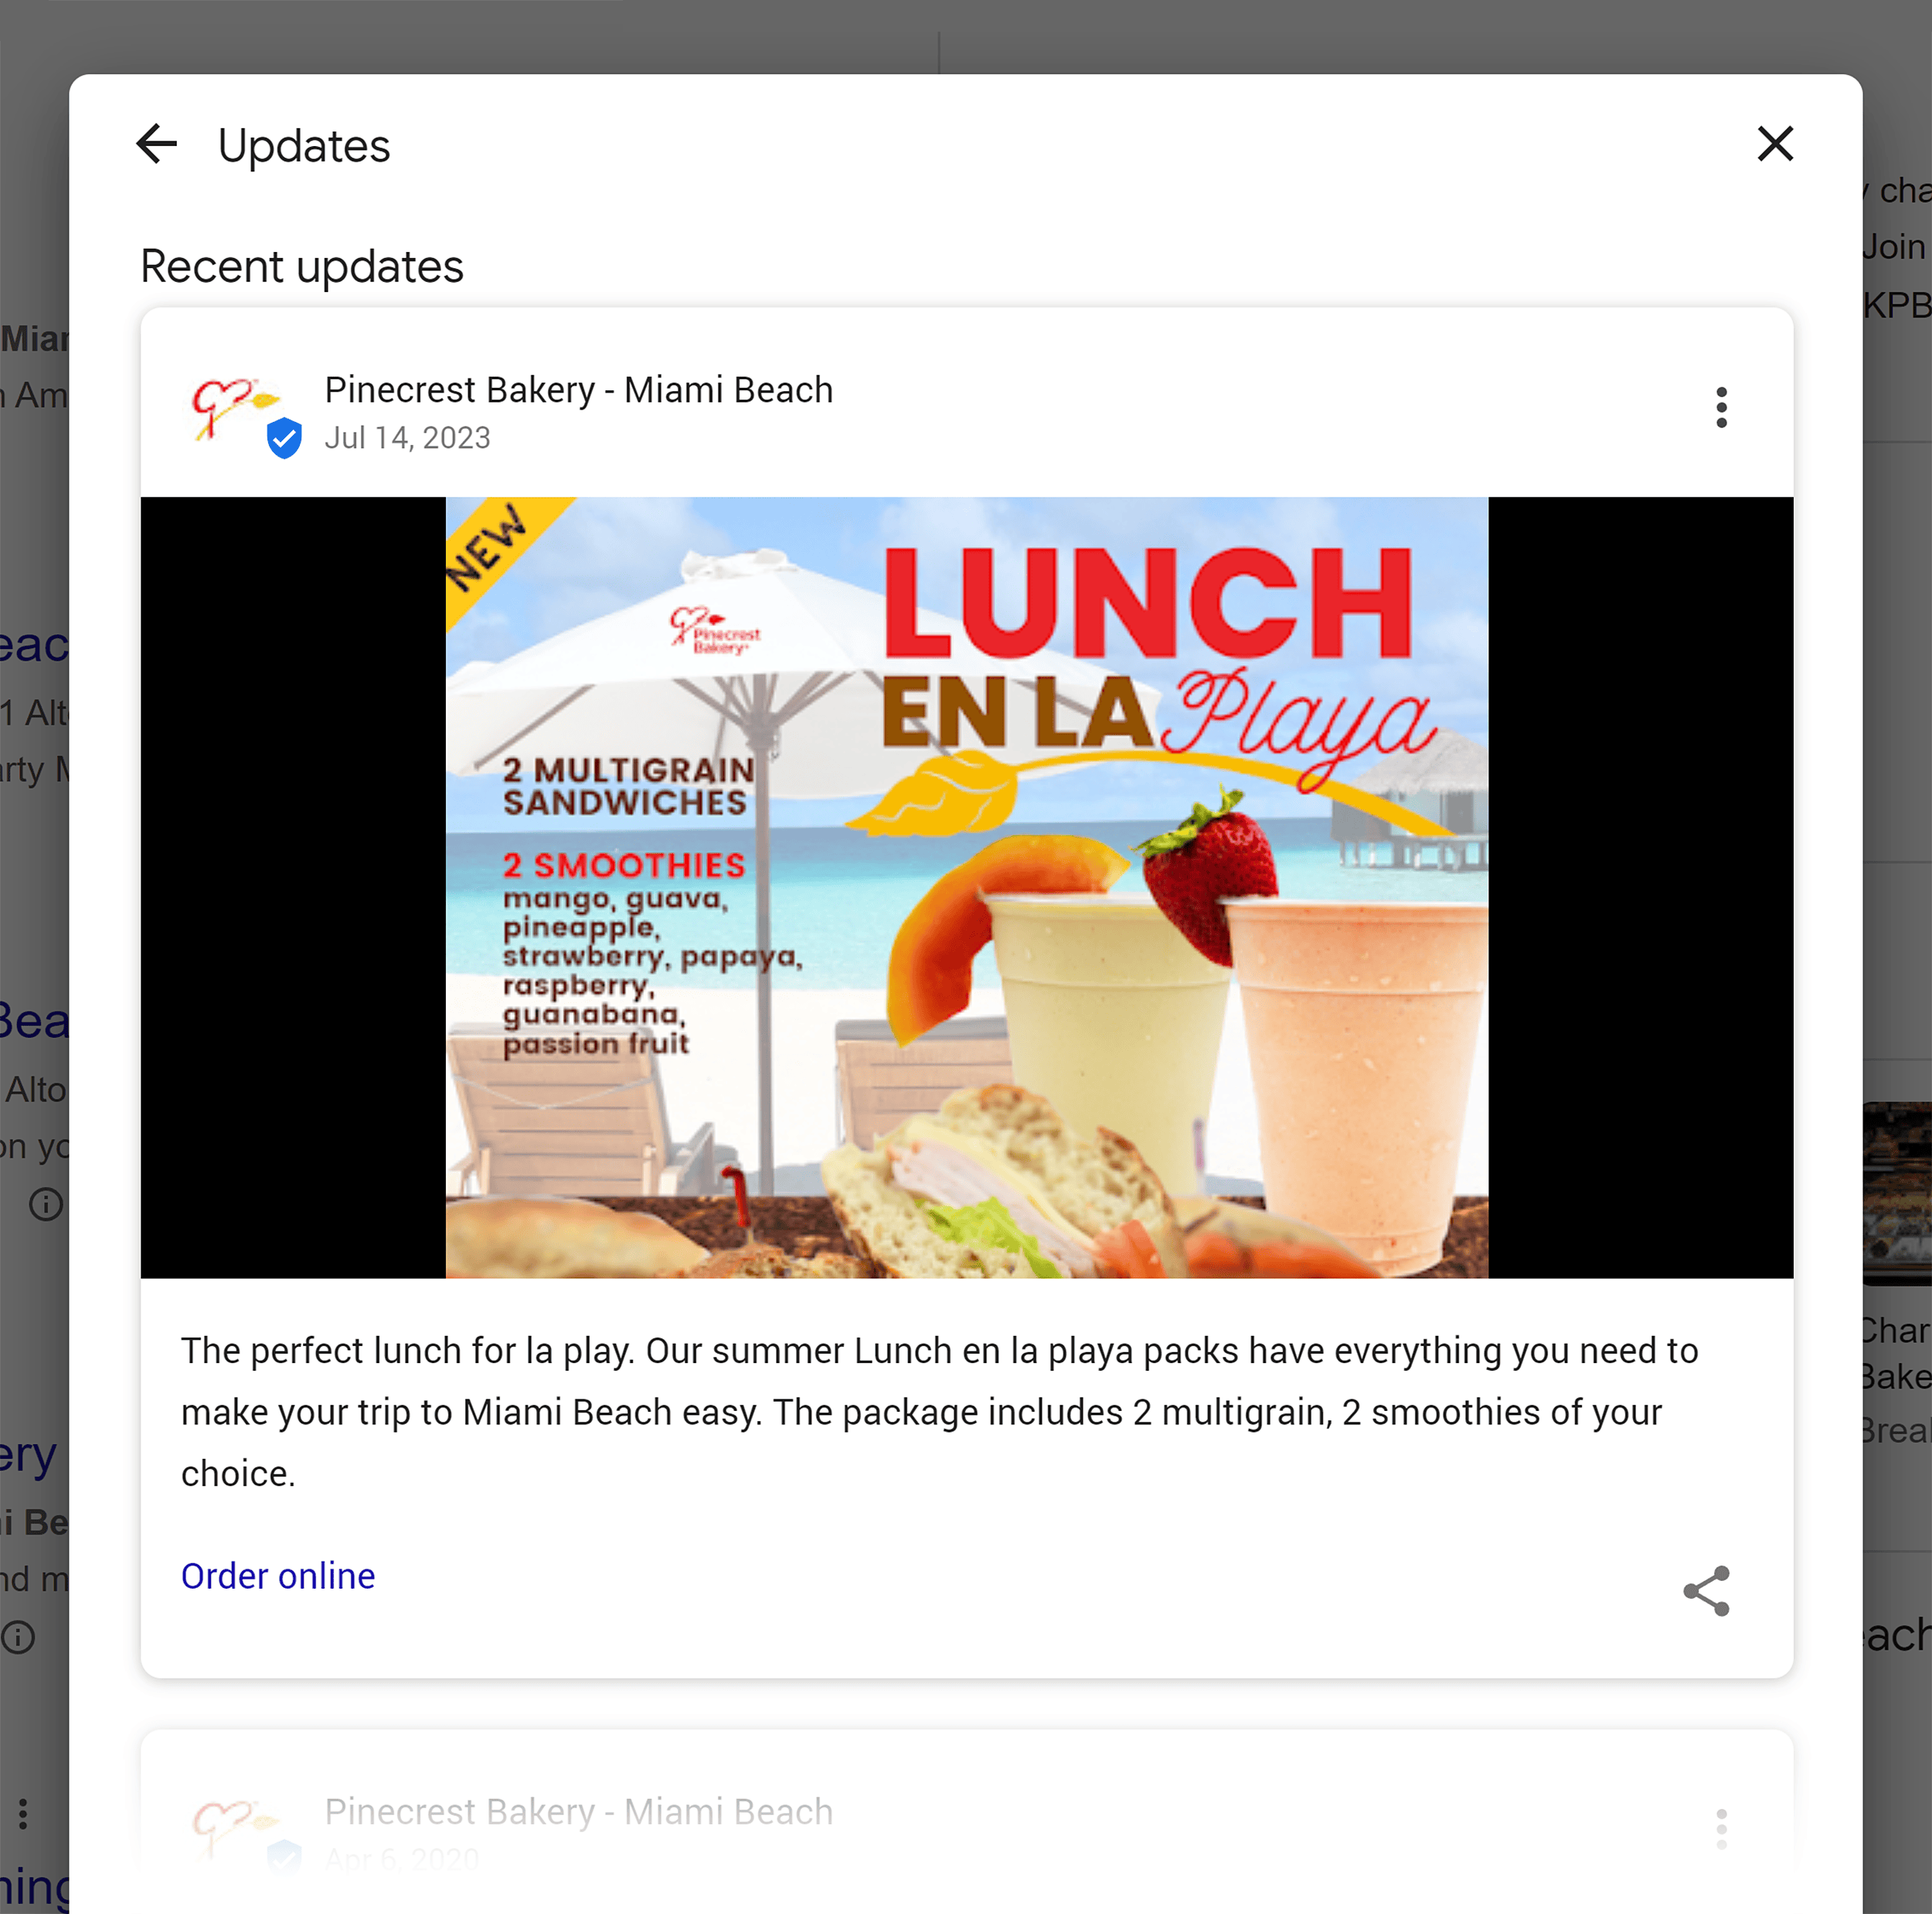 Updates
Recent updates
Pinecrest Bakery - Miami Beach
Jul 14, 2023
NEW
Pinecrest
Bakery
LUNCH
EN LA Playa
2 MULTIGRAIN
SANDWICHES
2 SMOOTHIES
mango, guava,
pineapple,
strawberry, papaya,
raspberry,
guanabana,
passion fruit
The perfect lunch for la play. Our summer Lunch en la playa packs have everything you need to
make your trip to Miami Beach easy. The package includes 2 multigrain, 2 smoothies of your
choice.
Order online
Pinecrest Bakery - Miami Beach
Apr 6, 2020
Join
KPB
Alto